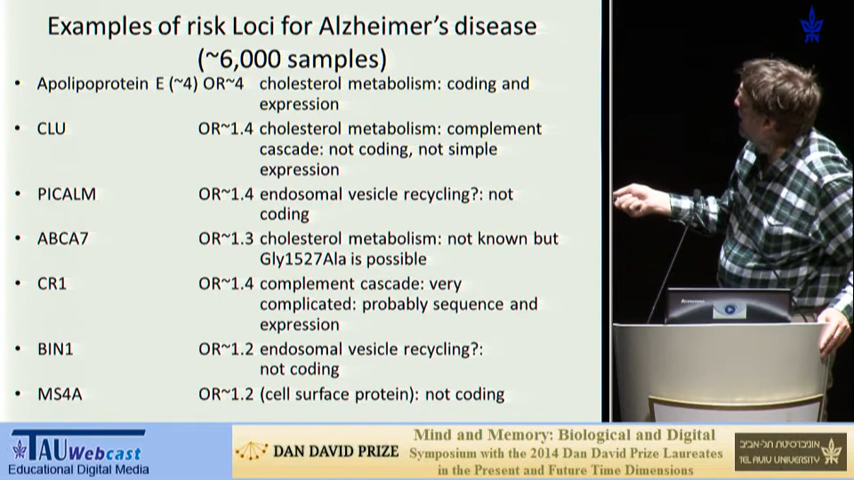 Examples of risk Loci for Alzheimer's disease
(~6,000 samples)
• Apolipoprotein E (~4) OR~4 cholesterol metabolism: coding and
expression
• CLU OR~1.4 cholesterol metabolism: complement
cascade: not coding, not simple
expression
• PICALM OR~1.4 endosomal vesicle recycling?: not
coding
• ABCA7 OR~1.3 cholesterol metabolism: not known but
Gly1527Ala is possible
• CR1 OR~1.4 complement cascade: very
complicated: probably sequence and
expression
• BIN1 OR~1.2 endosomal vesicle recycling?:
not coding
• MS4A OR~1.2 (cell surface protein): not coding
TAU Webcast
Educational Digital Media
DAN DAVID PRIZE
Mind and Memory: Biological and Digital
Symposium with the 2014 Dan David Prize Laureates
in the Present and Future Time Dimensions
אוניברסיטת תל-אביב
TEL AVIV UNIVERSITY